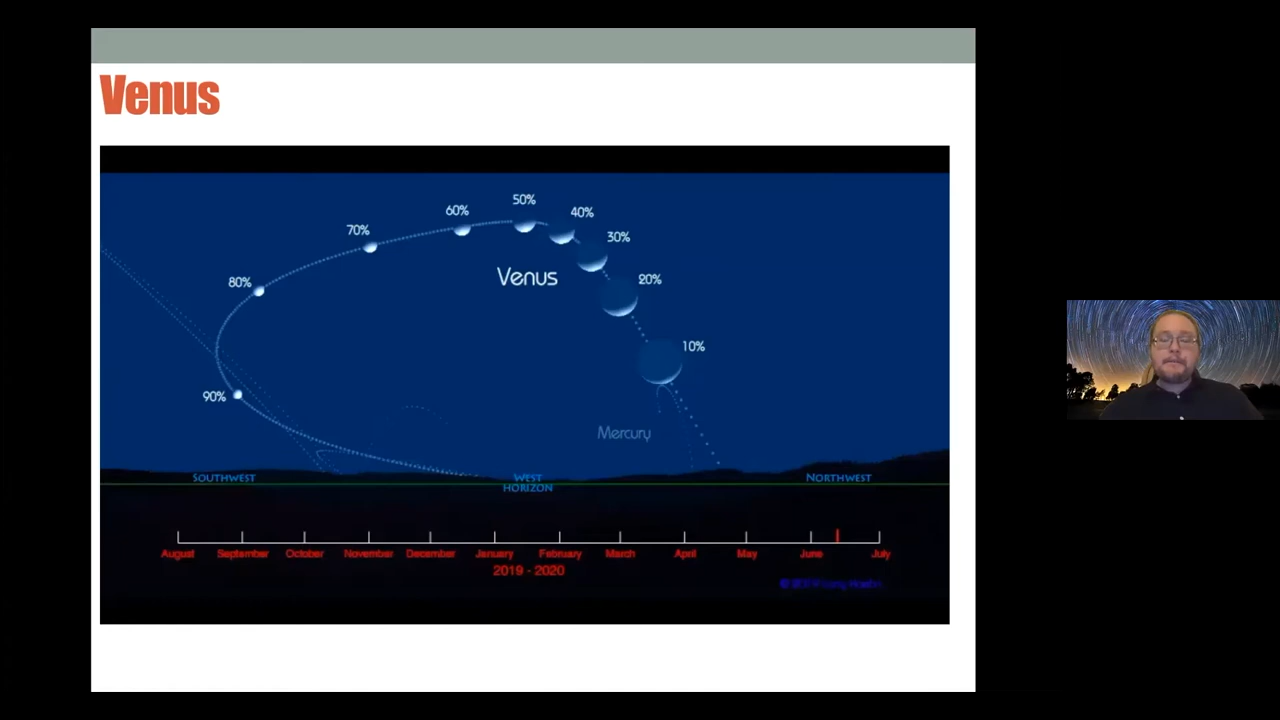 Venus
50%
60%
40%
70%
30%
Venus
80%
20%
10%
90%
Mercury
SOUTHWEST
WEST
HORIZON
NORTHWEST
August September October November December January February March April May June July
2019 - 2020